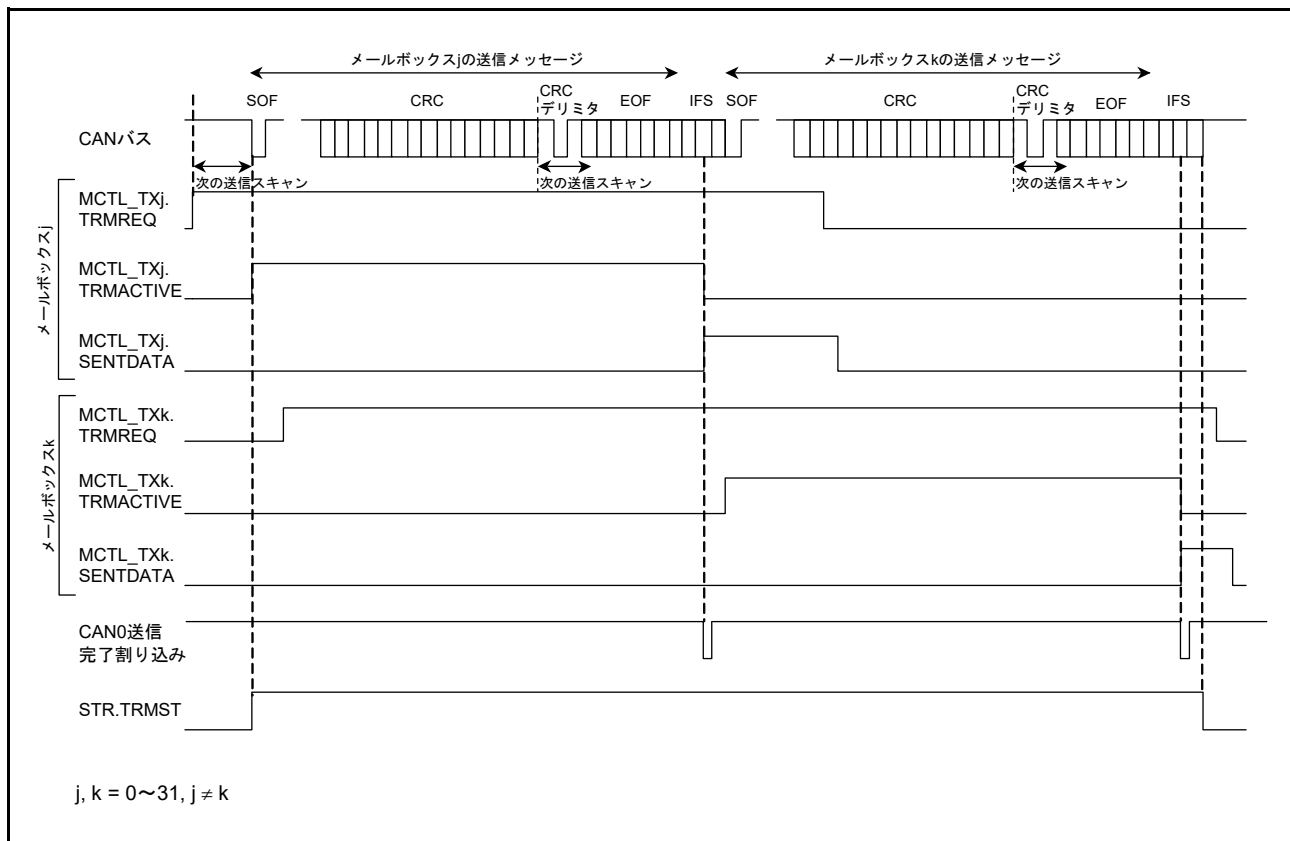 メールボックスjの送信メッセージ
メールボックスkの送信メッセージ
SOF
CRC
CRC
デリミタ
EOF
IFS
SOF
CRC
CRC
デリミタ
EOF
IFS
CANバス
次の送信スキャン
次の送信スキャン
次の送信スキャン
メールボックスj
MCTL_TXj.
TRMREQ
MCTL_TXj.
TRMACTIVE
MCTL_TXj.
SENTDATA
メールボックスk
MCTL_TXk.
TRMREQ
MCTL_TXk.
TRMACTIVE
MCTL_TXk.
SENTDATA
CAN0送信
完了割り込み
STR.TRMST
j, k = 0～31, j ≠ k